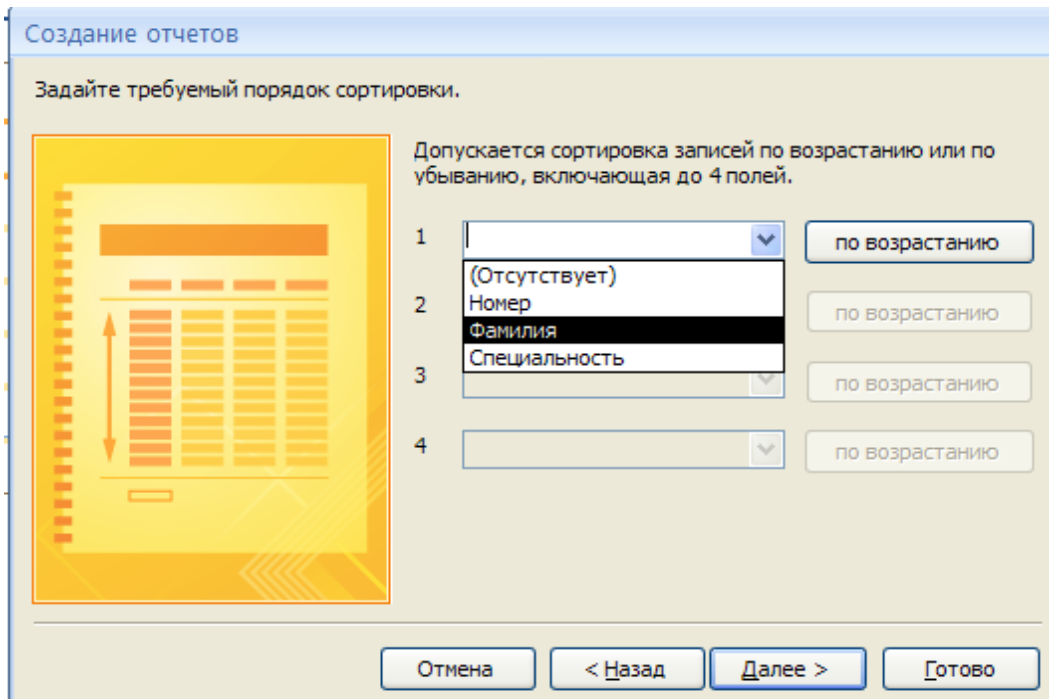 Создание отчетов
Задайте требуемый порядок сортировки.
Допускается сортировка записей по возрастанию или по
убыванию, включающая до 4 полей.
1 по возрастанию
(Отсутствует)
2 Номер по возрастанию
Фамилия
Специальность
3 по возрастанию
4 по возрастанию
Отмена < Назад Далее > Готово